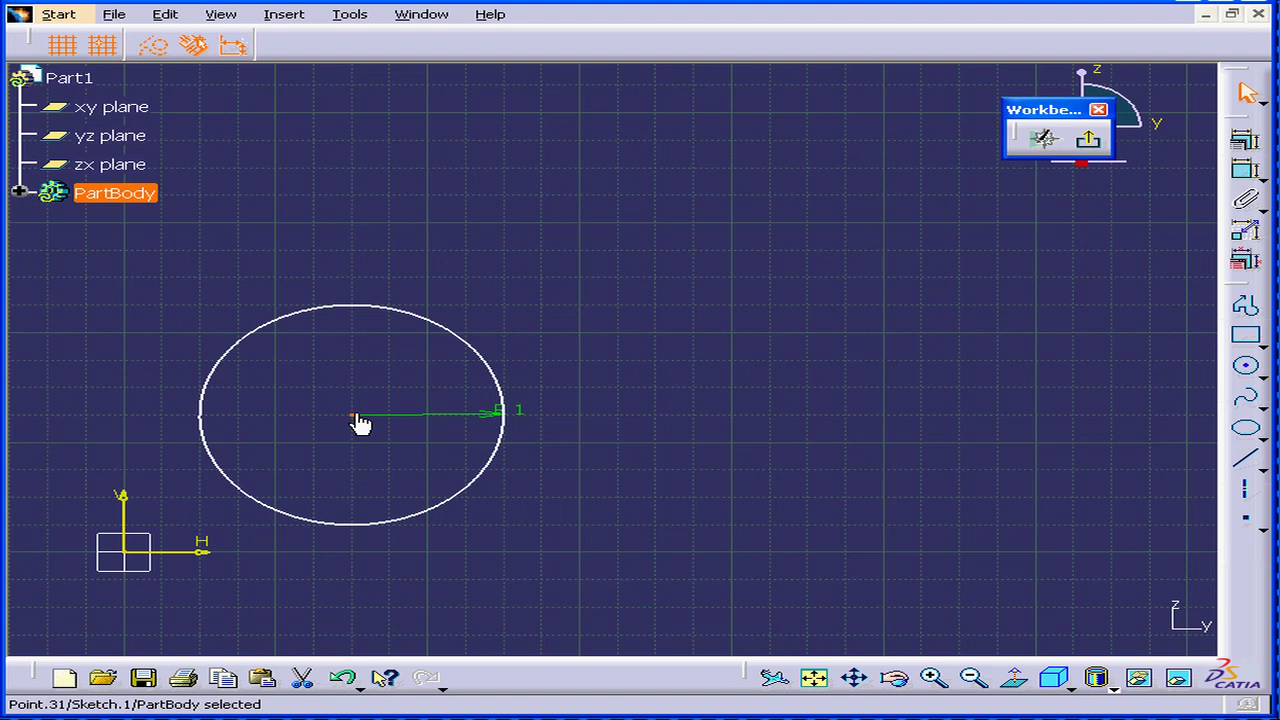 Start File Edit View Insert Tools Window Help
Part1
xy plane
yz plane
zx plane
PartBody
z
Workbe...
y
1
V
H
z
y
DS CATIA
Point.31/Sketch.1/PartBody selected